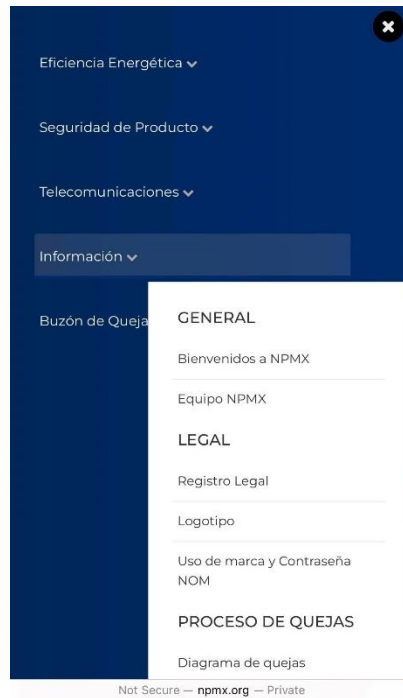 Eficiencia Energética
Seguridad de Producto
Telecomunicaciones
Información
Buzón de Queja
GENERAL
Bienvenidos a NPMX
Equipo NPMX
LEGAL
Registro Legal
Logotipo
Uso de marca y Contraseña
NOM
PROCESO DE QUEJAS
Diagrama de quejas
Not Secure — npmx.org — Private